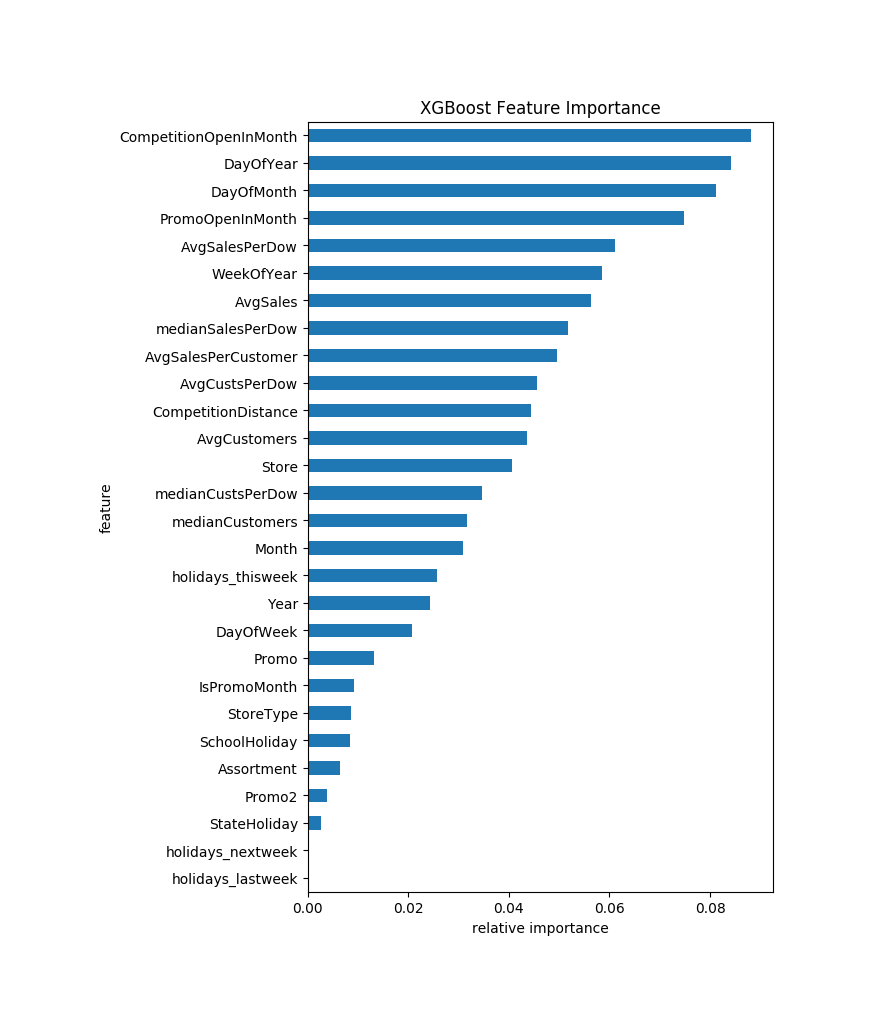 XGBoost Feature Importance
CompetitionOpenInMonth
DayOfYear
DayOfMonth
PromoOpenInMonth
AvgSalesPerDow
WeekOfYear
AvgSales
medianSalesPerDow
AvgSalesPerCustomer
AvgCustsPerDow
CompetitionDistance
AvgCustomers
Store
medianCustsPerDow
medianCustomers
Month
holidays_thisweek
Year
DayOfWeek
Promo
IsPromoMonth
StoreType
SchoolHoliday
Assortment
Promo2
StateHoliday
holidays_nextweek
holidays_lastweek
feature
0.00 0.02 0.04 0.06 0.08
relative importance